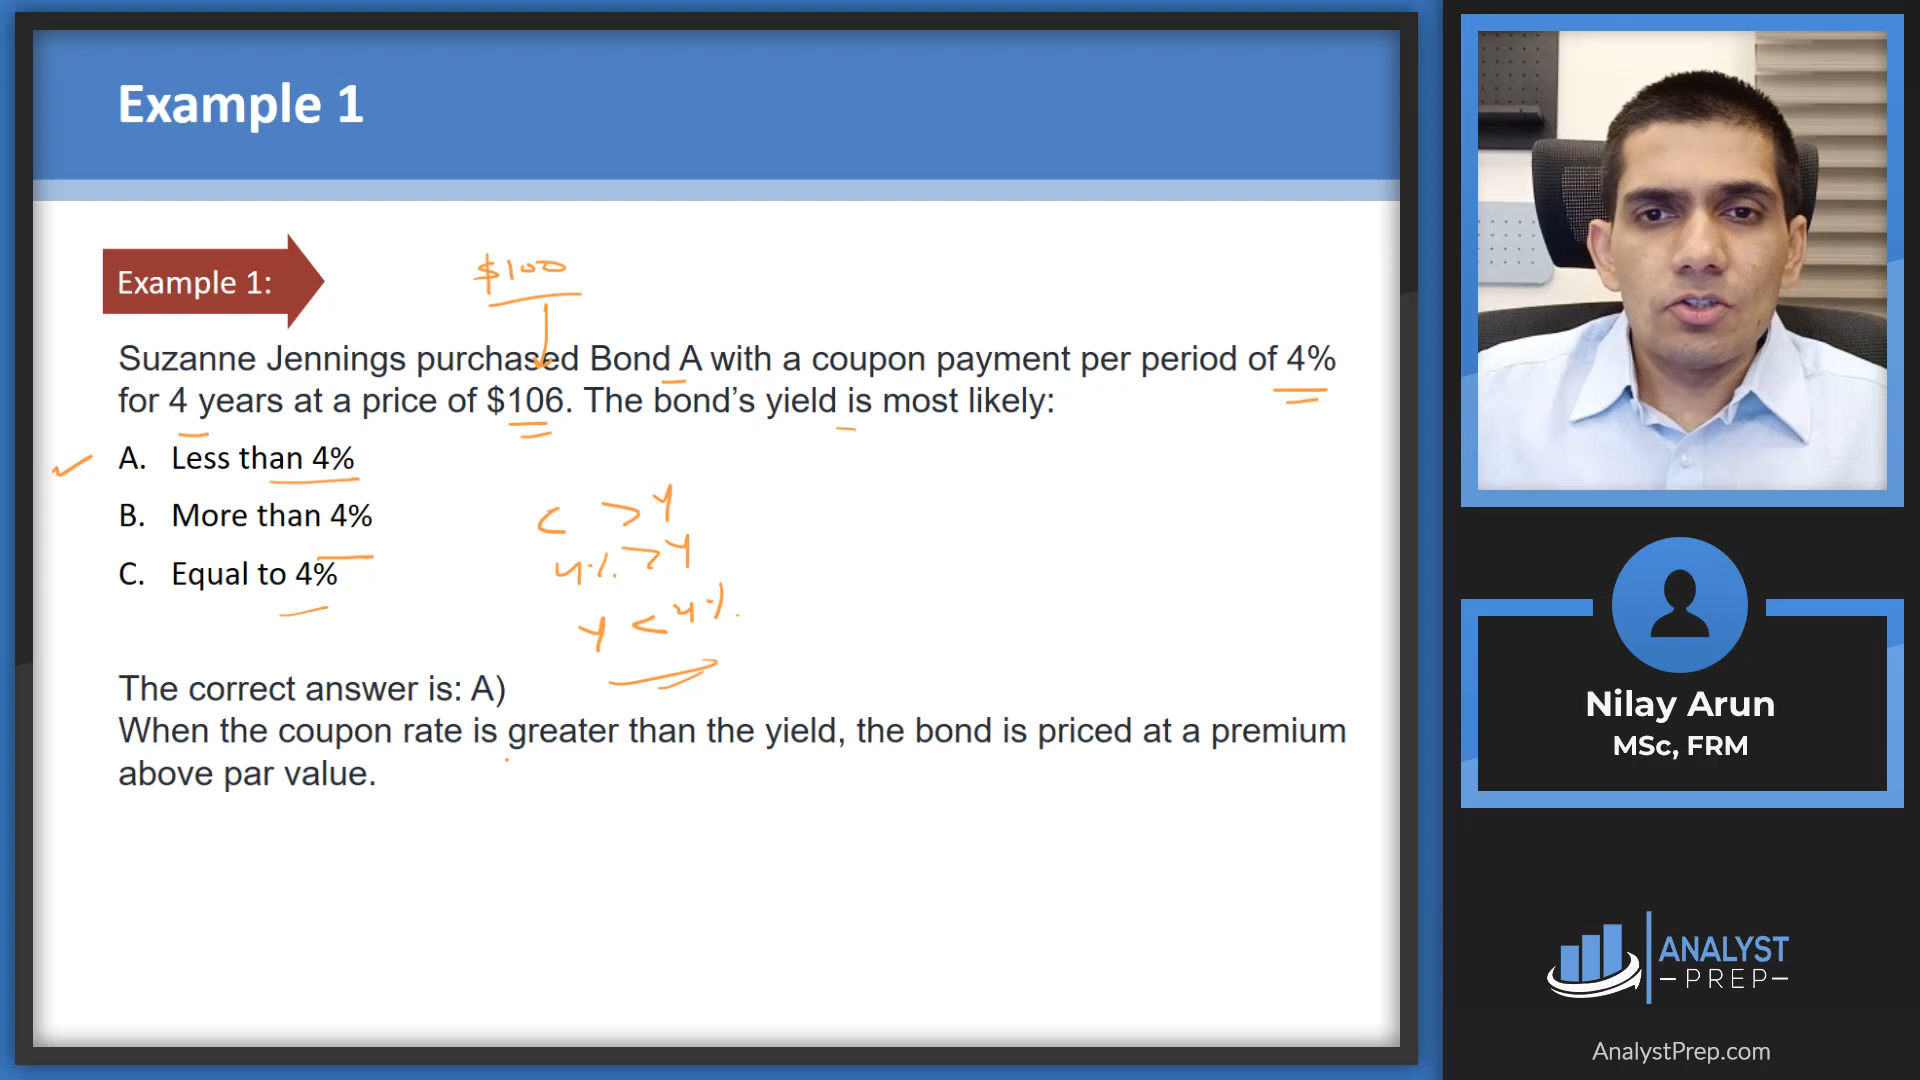 Example 1
Example 1:
$100
Suzanne Jennings purchased Bond A with a coupon payment per period of 4%
for 4 years at a price of $106. The bond's yield is most likely:
A. Less than 4%
B. More than 4%
C. Equal to 4%
C > Y
4% > Y
Y < 4%
The correct answer is: A)
When the coupon rate is greater than the yield, the bond is priced at a premium
above par value.
Nilay Arun
MSc, FRM
ANALYST
PREP
AnalystPrep.com